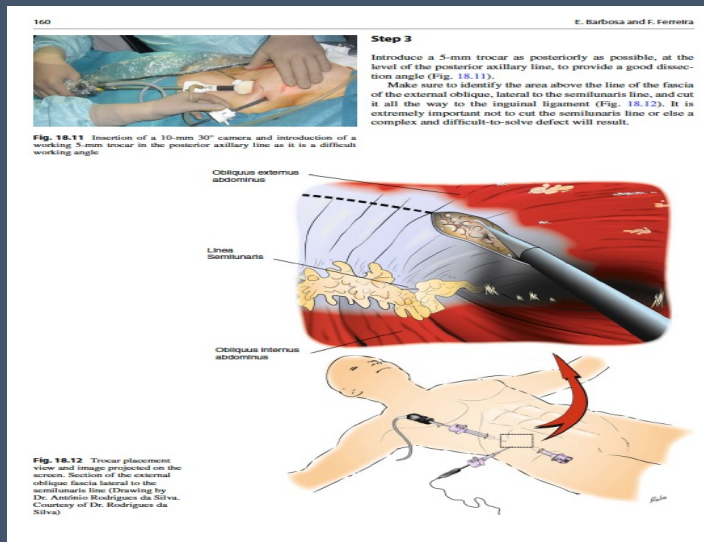 160
E. Barbosa and F. Ferreira
Fig. 18.11 Insertion of a 10-mm 30° camera and introduction of a
working 5-mm trocar in the posterior axillary line as it is a difficult
working angle
Step 3
Introduce a 5-mm trocar as posteriorly as possible, at the
level of the posterior axillary line, to provide a good dissec-
tion angle (Fig. 18.11).
Make sure to identify the area above the line of the fascia
of the external oblique, lateral to the semilunaris line, and cut
it all the way to the inguinal ligament (Fig. 18.12). It is
extremely important not to cut the semilunaris line or else a
complex and difficult-to-solve defect will result.
Obliquus externus
abdominus
Linea
Semilunaris
Obliquus internus
abdominus
Fig. 18.12 Trocar placement
view and image projected on the
screen. Section of the external
oblique fascia lateral to the
semilunaris line (Drawing by
Dr. António Rodrigues da Silva.
Courtesy of Dr. Rodrigues da
Silva)